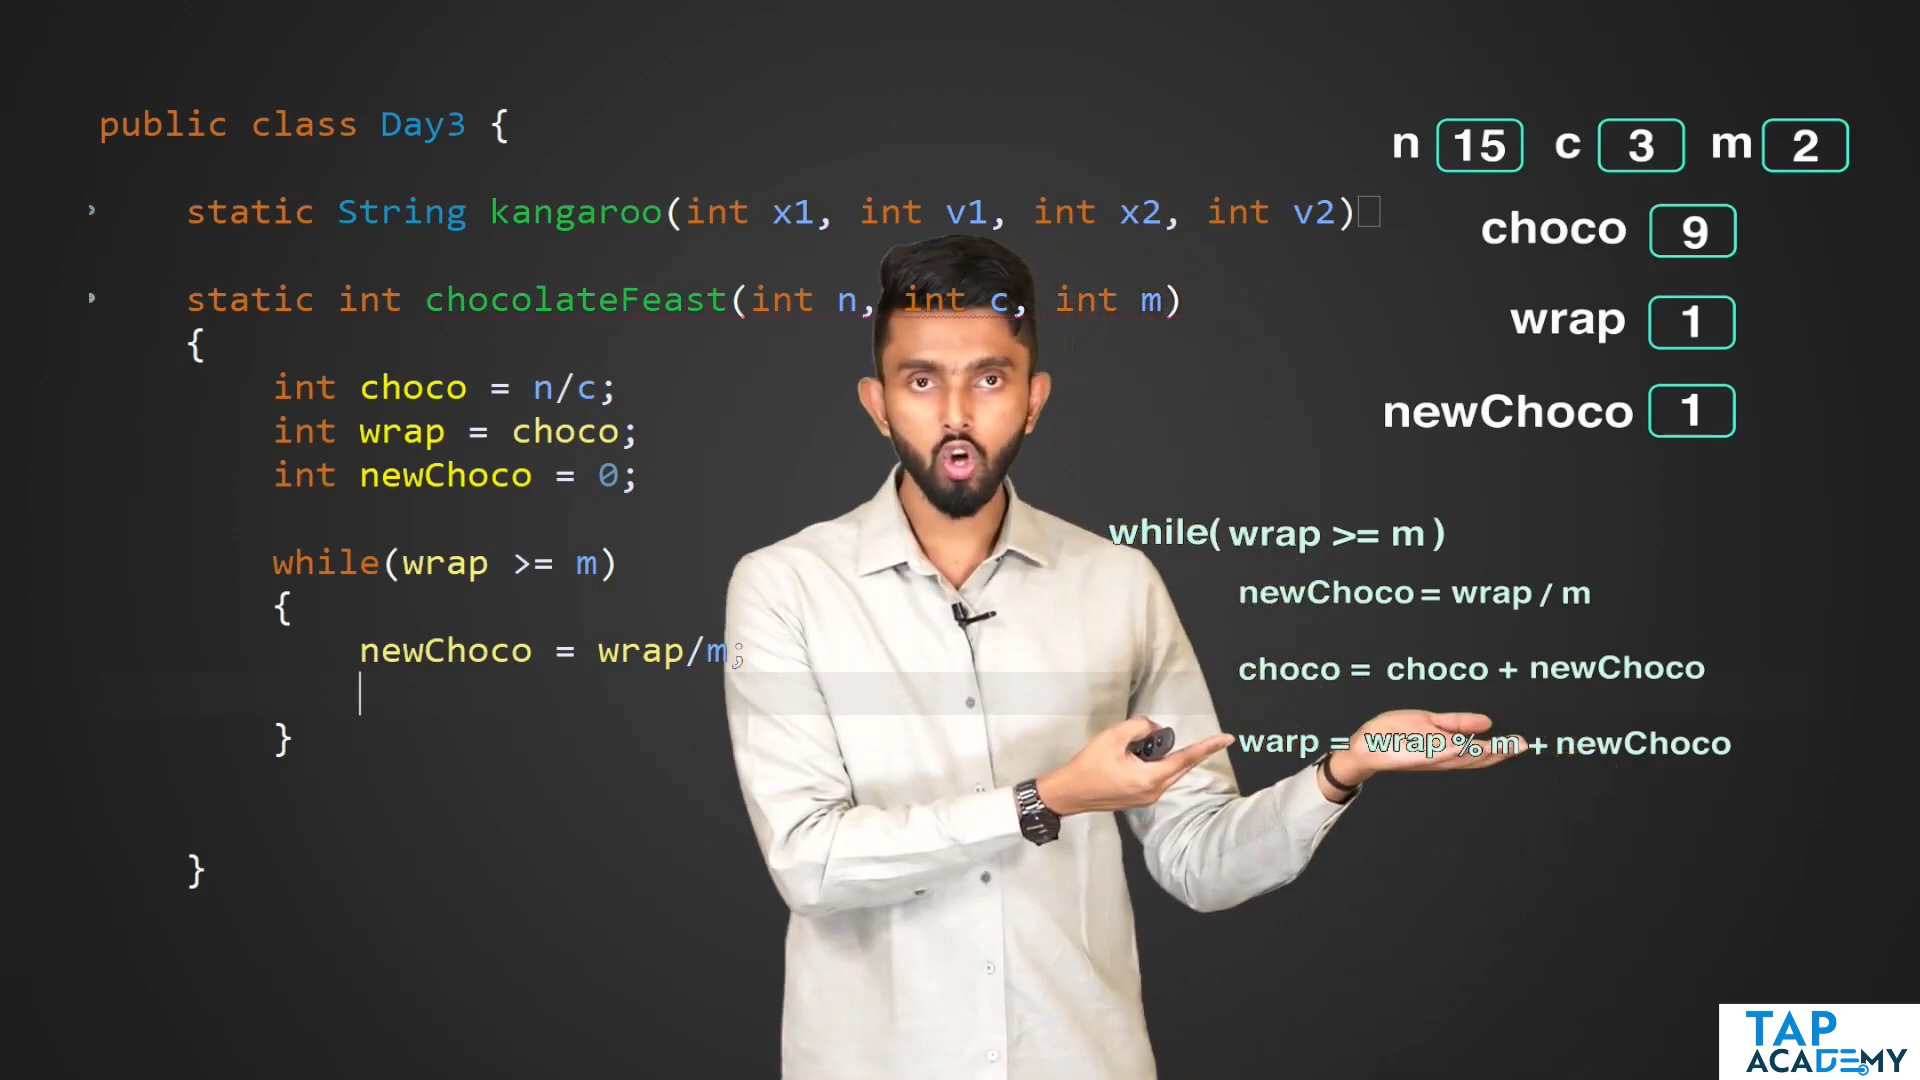 public class Day3 {
static String kangaroo(int x1, int v1, int x2, int v2)
static int chocolateFeast(int n, int c, int m)
{
int choco = n/c;
int wrap = choco;
int newChoco = 0;
while(wrap >= m)
{
newChoco = wrap/m;
}
}
n 15 c 3 m 2
choco 9
wrap 1
newChoco 1
while( wrap >= m )
newChoco = wrap / m
choco = choco + newChoco
warp = wrap % m + newChoco
TAP
ACADEMY